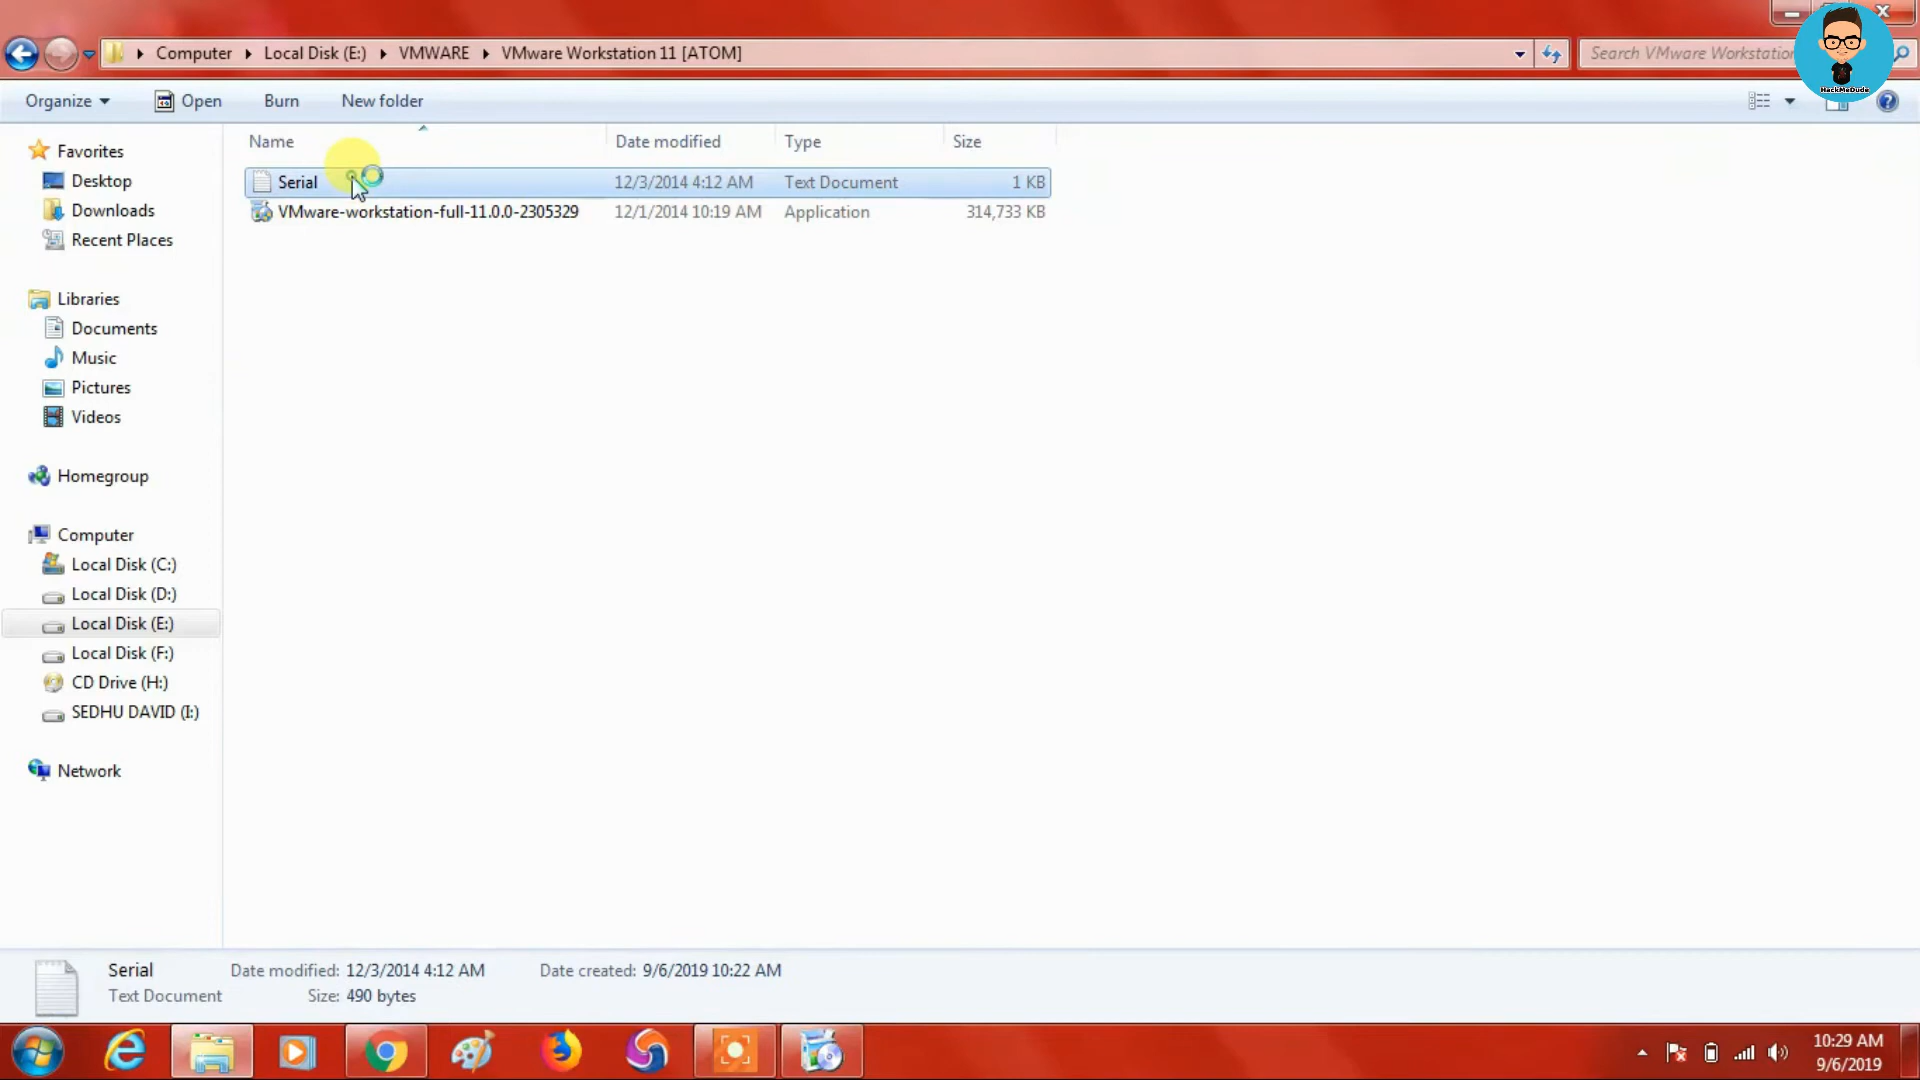 Computer Local Disk (E:) VMWARE VMware Workstation 11 [ATOM]
Search VMware Workstation
HackMeDude
Organize Open Burn New folder
Name Date modified Type Size
Favorites
Desktop
Downloads
Recent Places
Libraries
Documents
Music
Pictures
Videos
Homegroup
Computer
Local Disk (C:)
Local Disk (D:)
Local Disk (E:)
Local Disk (F:)
CD Drive (H:)
SEDHU DAVID (I:)
Network
Serial 12/3/2014 4:12 AM Text Document 1 KB
VMware-workstation-full-11.0.0-2305329 12/1/2014 10:19 AM Application 314,733 KB
Serial Date modified: 12/3/2014 4:12 AM Date created: 9/6/2019 10:22 AM
Text Document Size: 490 bytes
10:29 AM
9/6/2019